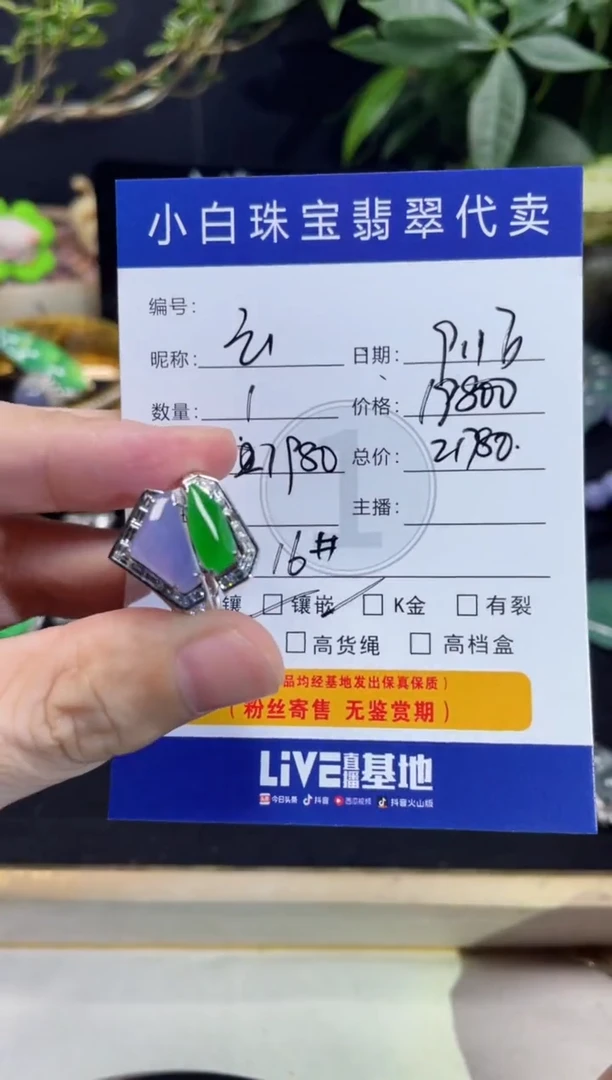 小白珠宝翡翠代卖
编号:
昵称: 日期:
数量: 1 价格: 19800
总价: 21780.
主播:
16#
镶 □镶嵌 □K金 □有裂
□高货绳 □高档盒
品均经基地发出保真保质)
(粉丝寄售 无鉴赏期)
LIVE直播基地
今日头条 抖音 西瓜视频 抖音火山版